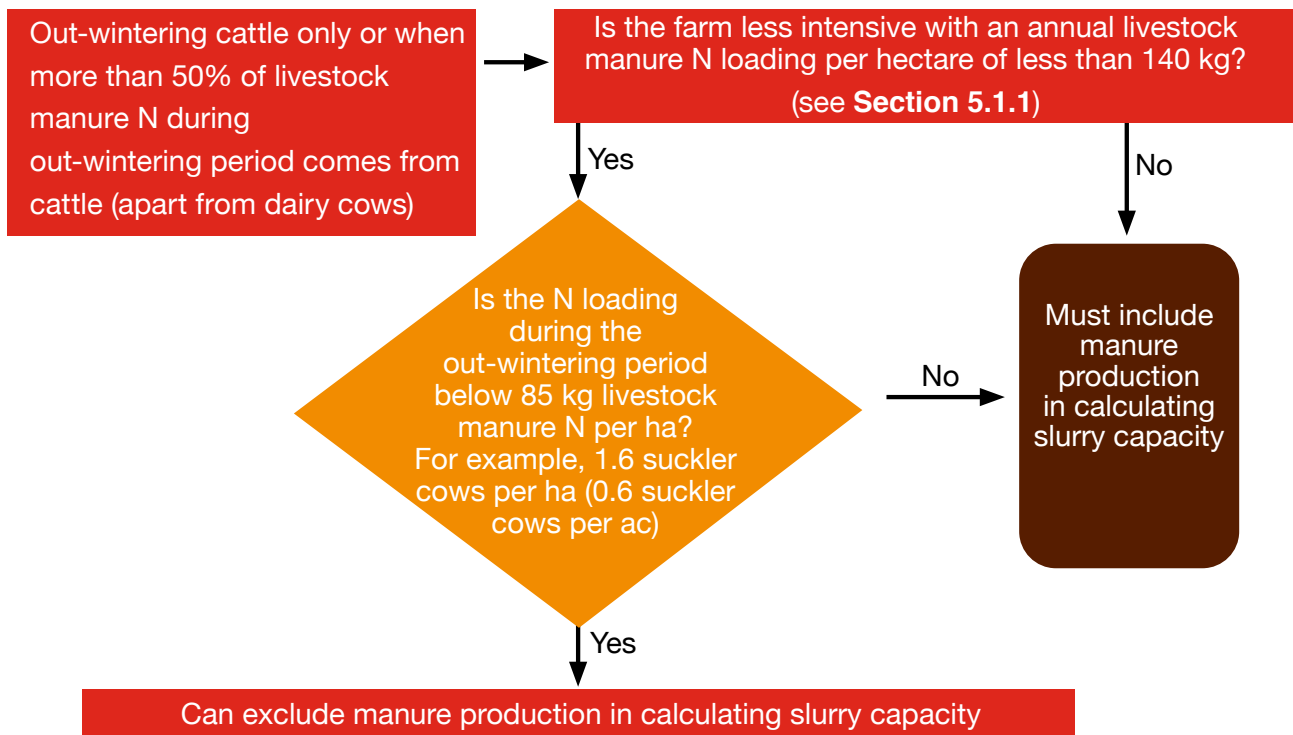 Out-wintering cattle only or when
more than 50% of livestock
manure N during
out-wintering period comes from
cattle (apart from dairy cows)
Is the farm less intensive with an annual livestock
manure N loading per hectare of less than 140 kg?
(see Section 5.1.1)
Yes
No
Is the N loading
during the
out-wintering period
below 85 kg livestock
manure N per ha?
For example, 1.6 suckler
cows per ha (0.6 suckler
cows per ac)
No
Must include
manure
production
in calculating
slurry capacity
Yes
Can exclude manure production in calculating slurry capacity